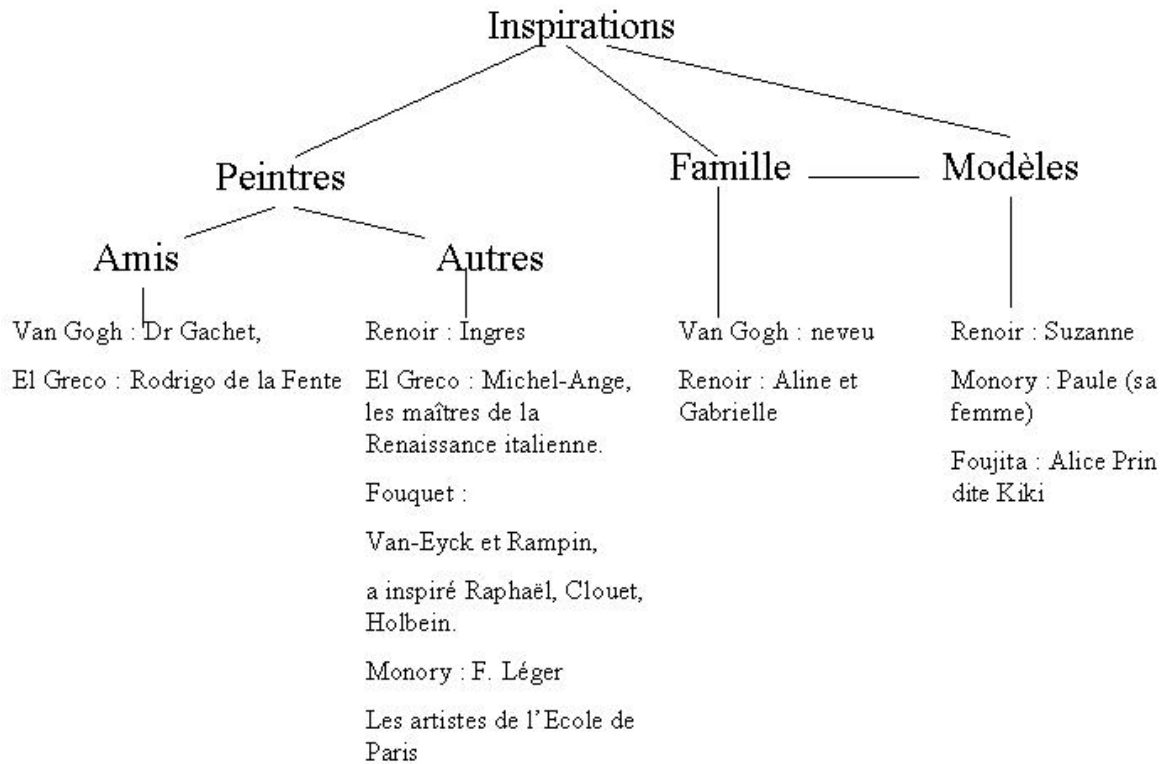 Inspirations
Peintres
Famille
Modèles
Amis
Autres
Van Gogh : Dr Gachet,
El Greco : Rodrigo de la Fente
Renoir : Ingres
El Greco : Michel-Ange,
les maîtres de la
Renaissance italienne.
Fouquet :
Van-Eyck et Rampin,
a inspiré Raphaël, Clouet,
Holbein.
Monory : F. Léger
Les artistes de l'Ecole de
Paris
Van Gogh : neveu
Renoir : Aline et
Gabrielle
Renoir : Suzanne
Monory : Paule (sa
femme)
Foujita : Alice Prin
dite Kiki